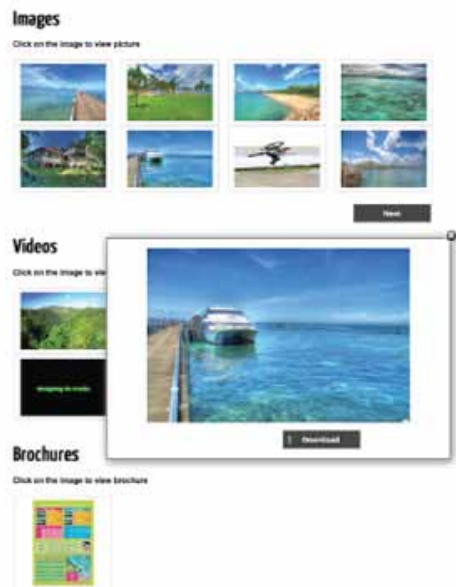 Images
Click on the image to view picture
Next
Videos
Click on the image to vie
Download
Brochures
Click on the image to view brochure